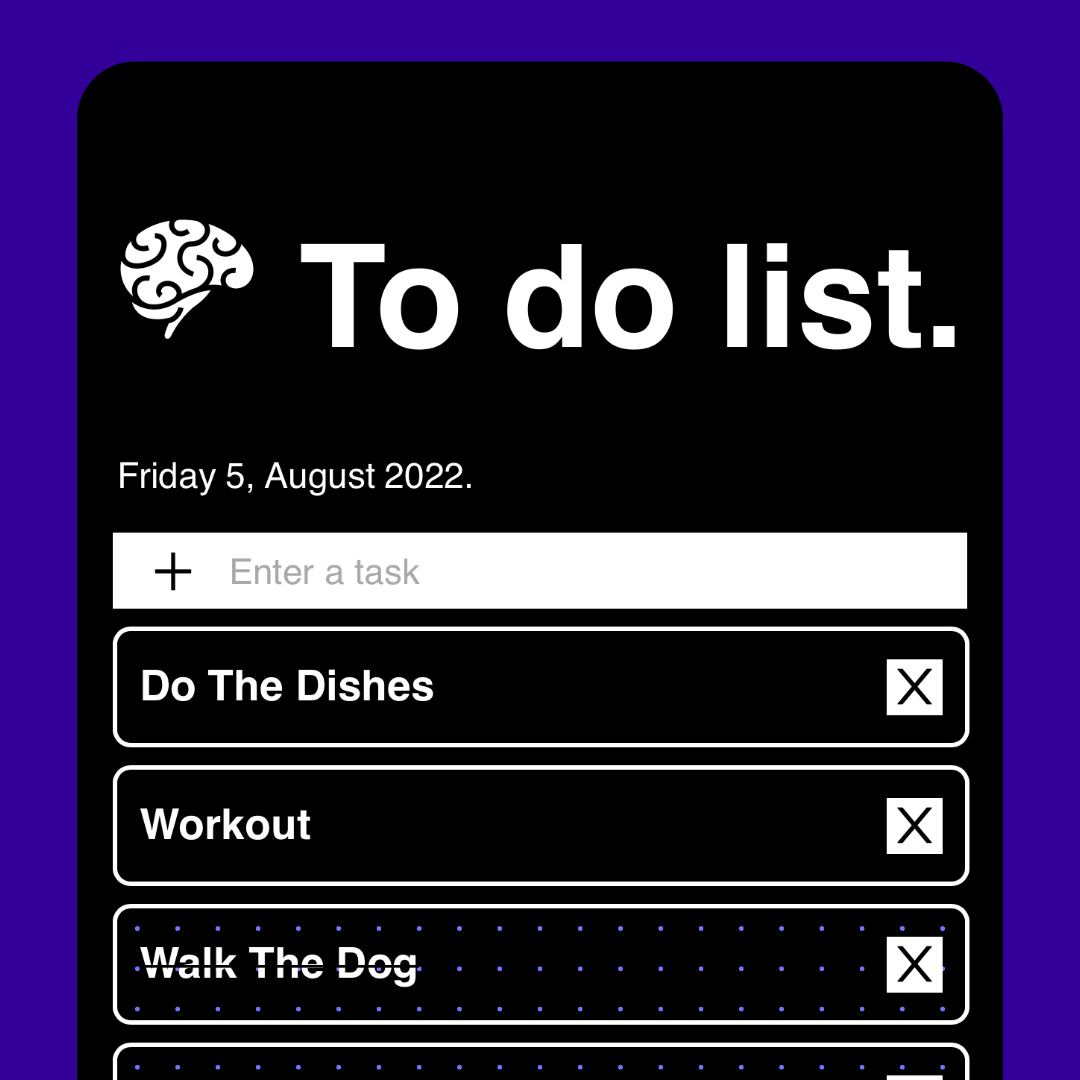 To do list.
Friday 5, August 2022.
+ Enter a task
Do The Dishes X
Workout X
Walk The Dog X